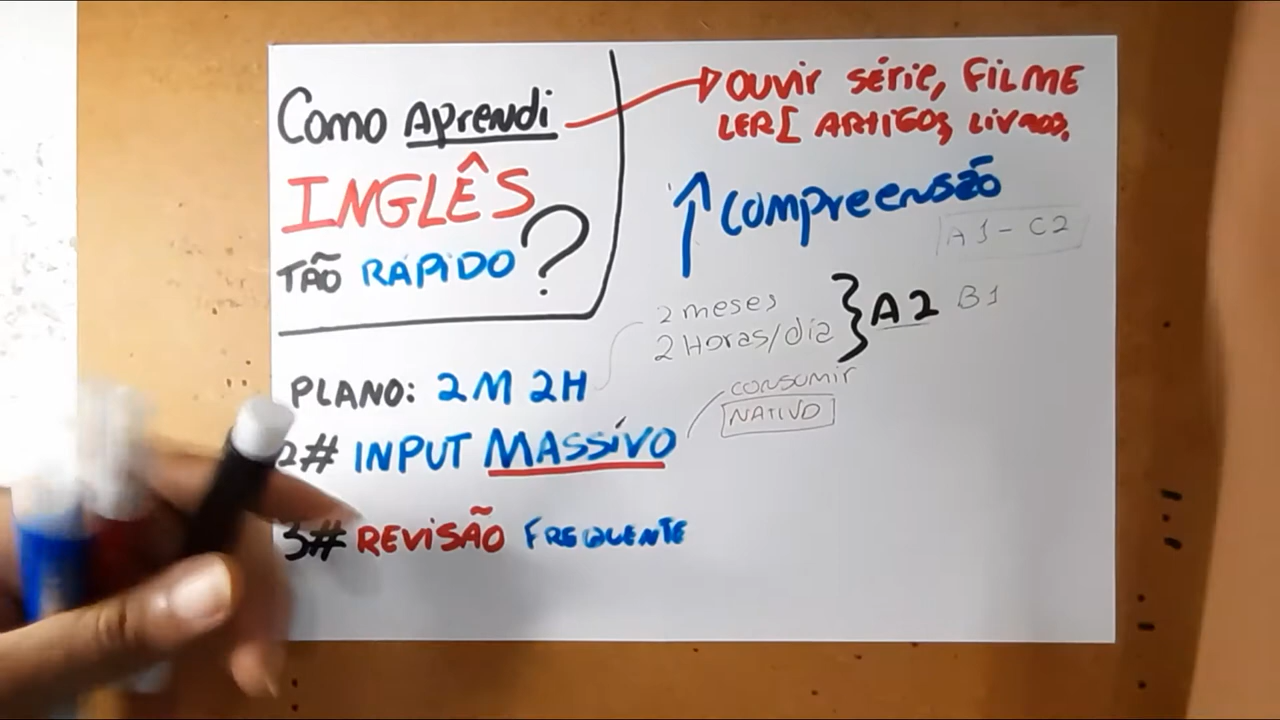 Como Aprendi
INGLÊS
TÃO RÁPIDO ?
OUVIR SÉRIE, FILME
LER[ ARTIGOS, LIVROS,
↑ Compreensão
A1 - C2
2 meses
2 Horas/dia } A2 B1
PLANO: 2M 2H
CONSUMIR
NATIVO
2# INPUT MASSÍVO
3# REVISÃO FREQUENTE